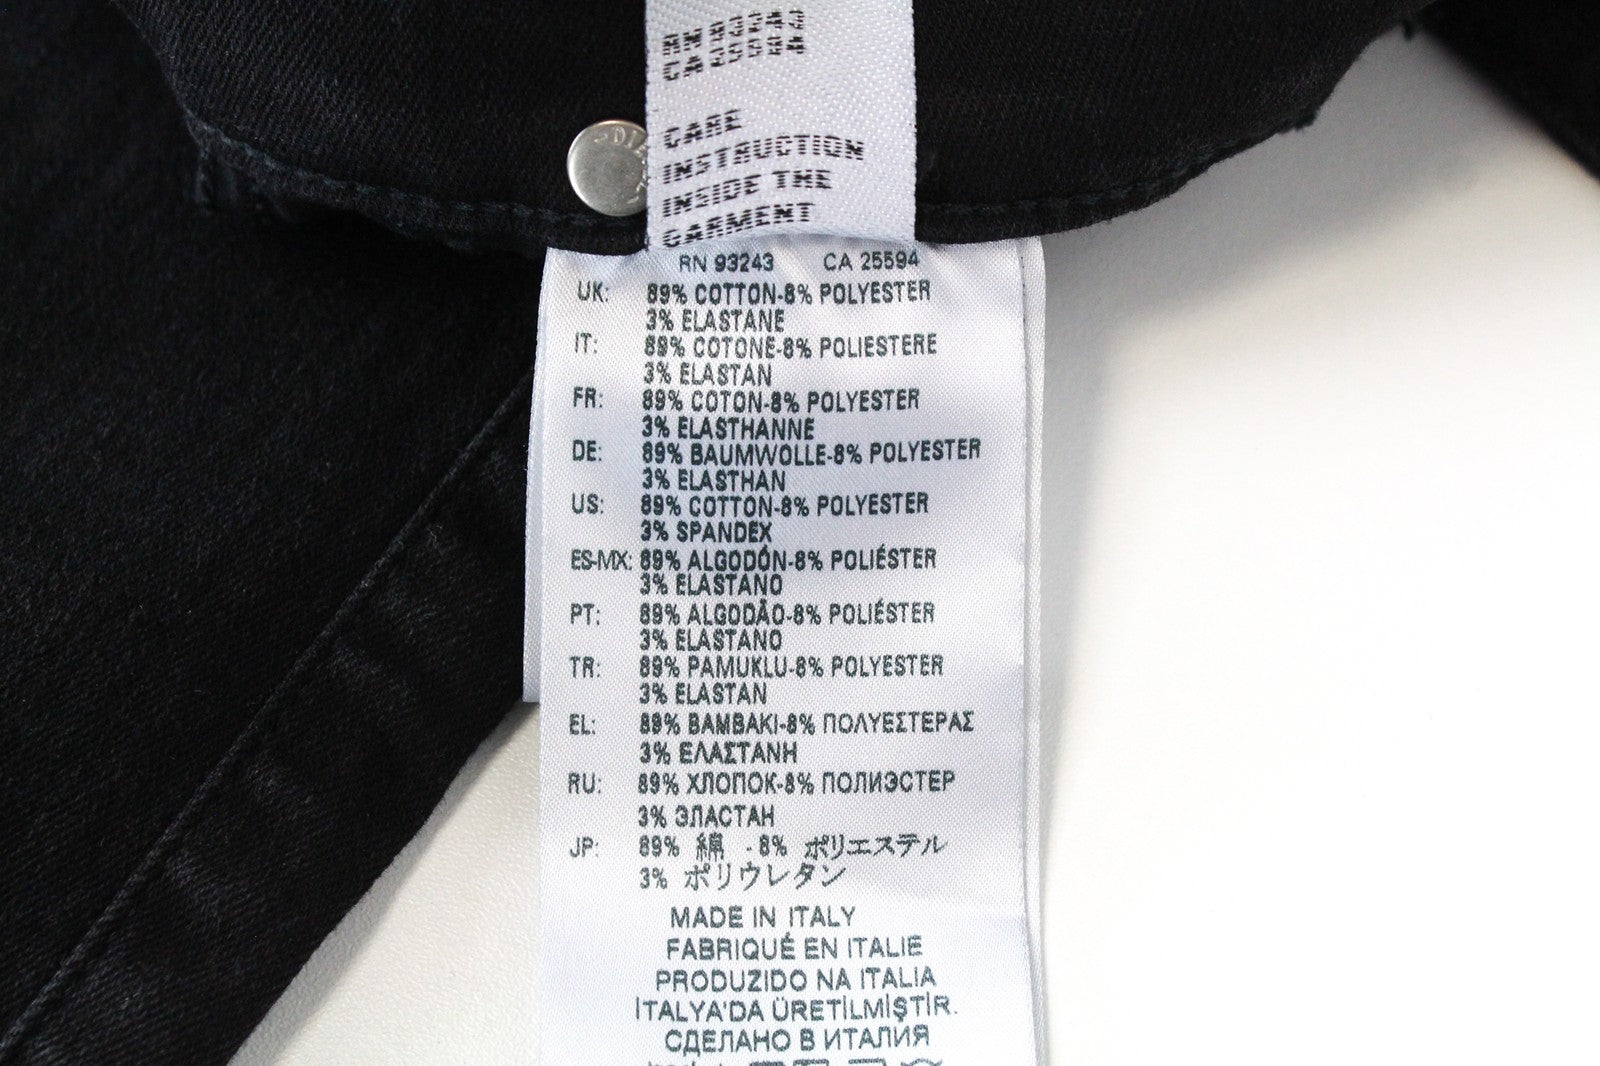 RN 93243
CA 25594
CARE
INSTRUCTION
INSIDE THE
GARMENT
RN 93243 CA 25594
UK: 89% COTTON-8% POLYESTER
3% ELASTANE
IT: 89% COTONE-8% POLIESTERE
3% ELASTAN
FR: 89% COTON-8% POLYESTER
3% ELASTHANNE
DE: 89% BAUMWOLLE-8% POLYESTER
3% ELASTHAN
US: 89% COTTON-8% POLYESTER
3% SPANDEX
ES-MX: 89% ALGODÓN-8% POLIÉSTER
3% ELASTANO
PT: 89% ALGODÃO-8% POLIÉSTER
3% ELASTANO
TR: 89% PAMUKLU-8% POLYESTER
3% ELASTAN
EL: 89% ΒΑΜΒΑΚΙ-8% ΠΟΛΥΕΣΤΕΡΑΣ
3% ΕΛΑΣΤΑΝΗ
RU: 89% ХЛОПОК-8% ПОЛИЭСТЕР
3% ЭЛАСТАН
JP: 89% 綿 - 8% ポリエステル
3% ポリウレタン
MADE IN ITALY
FABRIQUÉ EN ITALIE
PRODUZIDO NA ITALIA
İTALYA'DA ÜRETİLMİŞTİR.
СДЕЛАНО В ИТАЛИЯ